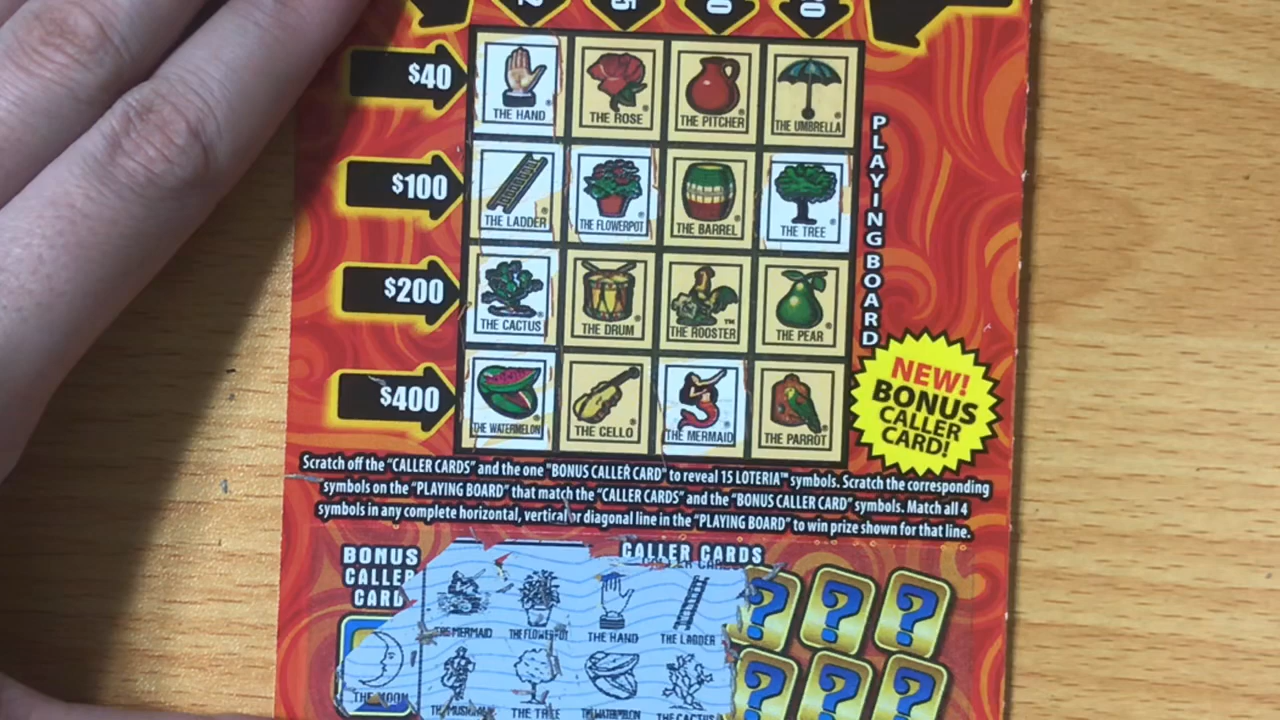 $40
THE HAND
THE ROSE
THE PITCHER
THE UMBRELLA
$100
THE LADDER
THE FLOWERPOT
THE BARREL
THE TREE
$200
THE CACTUS
THE DRUM
THE ROOSTER™
THE PEAR
$400
THE WATERMELON
THE CELLO
THE MERMAID
THE PARROT
PLAYING BOARD
NEW!
BONUS
CALLER
CARD!
Scratch off the "CALLER CARDS" and the one "BONUS CALLER CARD" to reveal 15 LOTERIA™ symbols. Scratch the corresponding
symbols on the "PLAYING BOARD" that match the "CALLER CARDS" and the "BONUS CALLER CARD" symbols. Match all 4
symbols in any complete horizontal, vertical or diagonal line in the "PLAYING BOARD" to win prize shown for that line.
BONUS
CALLER
CARD
CALLER CARDS
THE MERMAID
THE FLOWERPOT
THE HAND
THE LADDER
? ? ?
THE MOON
THE TREE
THE WATERMELON
THE CACTUS
? ? ?